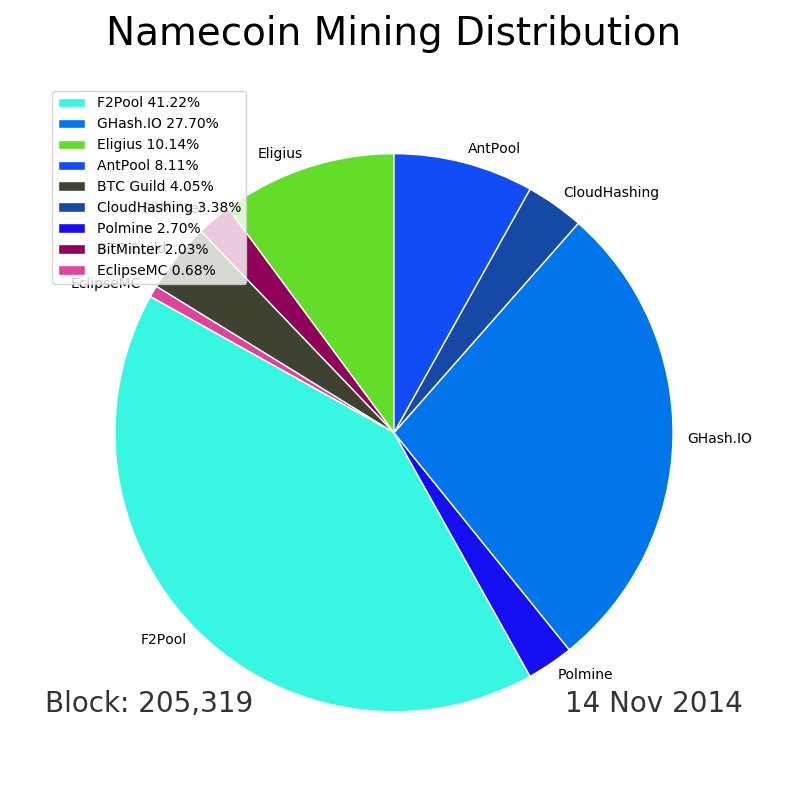 Namecoin Mining Distribution
F2Pool 41.22%
GHash.IO 27.70%
Eligius 10.14%
AntPool 8.11%
BTC Guild 4.05%
CloudHashing 3.38%
Polmine 2.70%
BitMinter 2.03%
EclipseMC 0.68%
Eligius
AntPool
CloudHashing
EclipseMC
GHash.IO
F2Pool
Polmine
Block: 205,319
14 Nov 2014